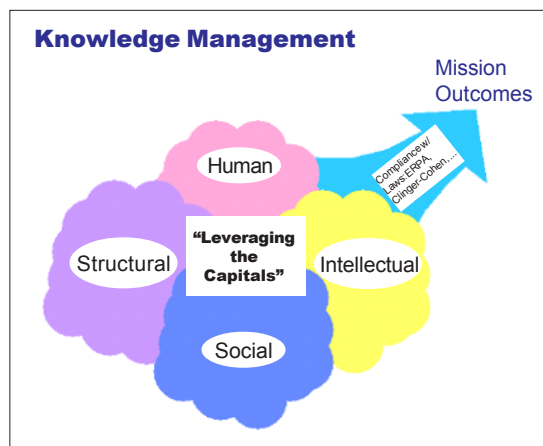 Knowledge Management
Mission
Outcomes
Compliance w/
Laws: ERPA,
Clinger-Cohen,...
Human
“Leveraging
the
Capitals”
Structural
Intellectual
Social